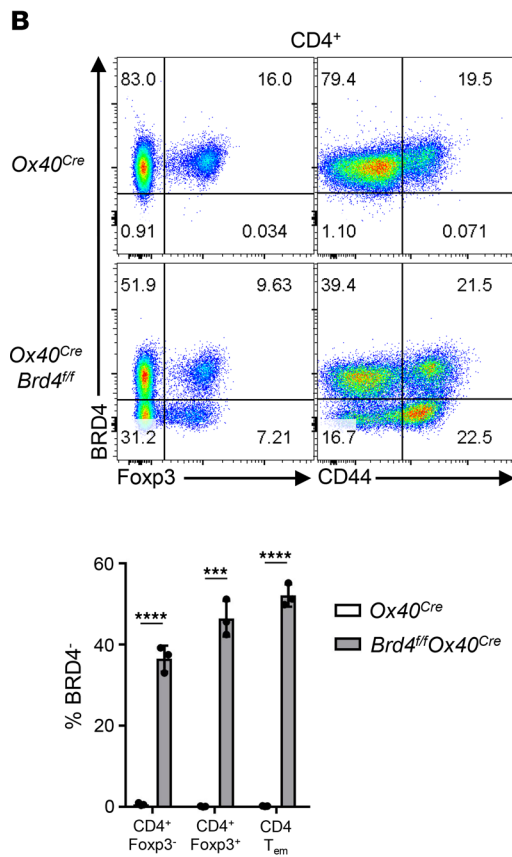 B
CD4⁺
83.0 16.0 79.4 19.5
Ox40ᶜʳᵉ
0.91 0.034 1.10 0.071
51.9 9.63 39.4 21.5
Ox40ᶜʳᵉ
Brd4ᶠ/ᶠ
BRD4
31.2 7.21 16.7 22.5
Foxp3 CD44
60
****
***
****
Ox40ᶜʳᵉ
Brd4ᶠ/ᶠOx40ᶜʳᵉ
40
% BRD4⁻
20
0
CD4⁺ CD4⁺ CD4
Foxp3⁻ Foxp3⁺ Tₑₘ